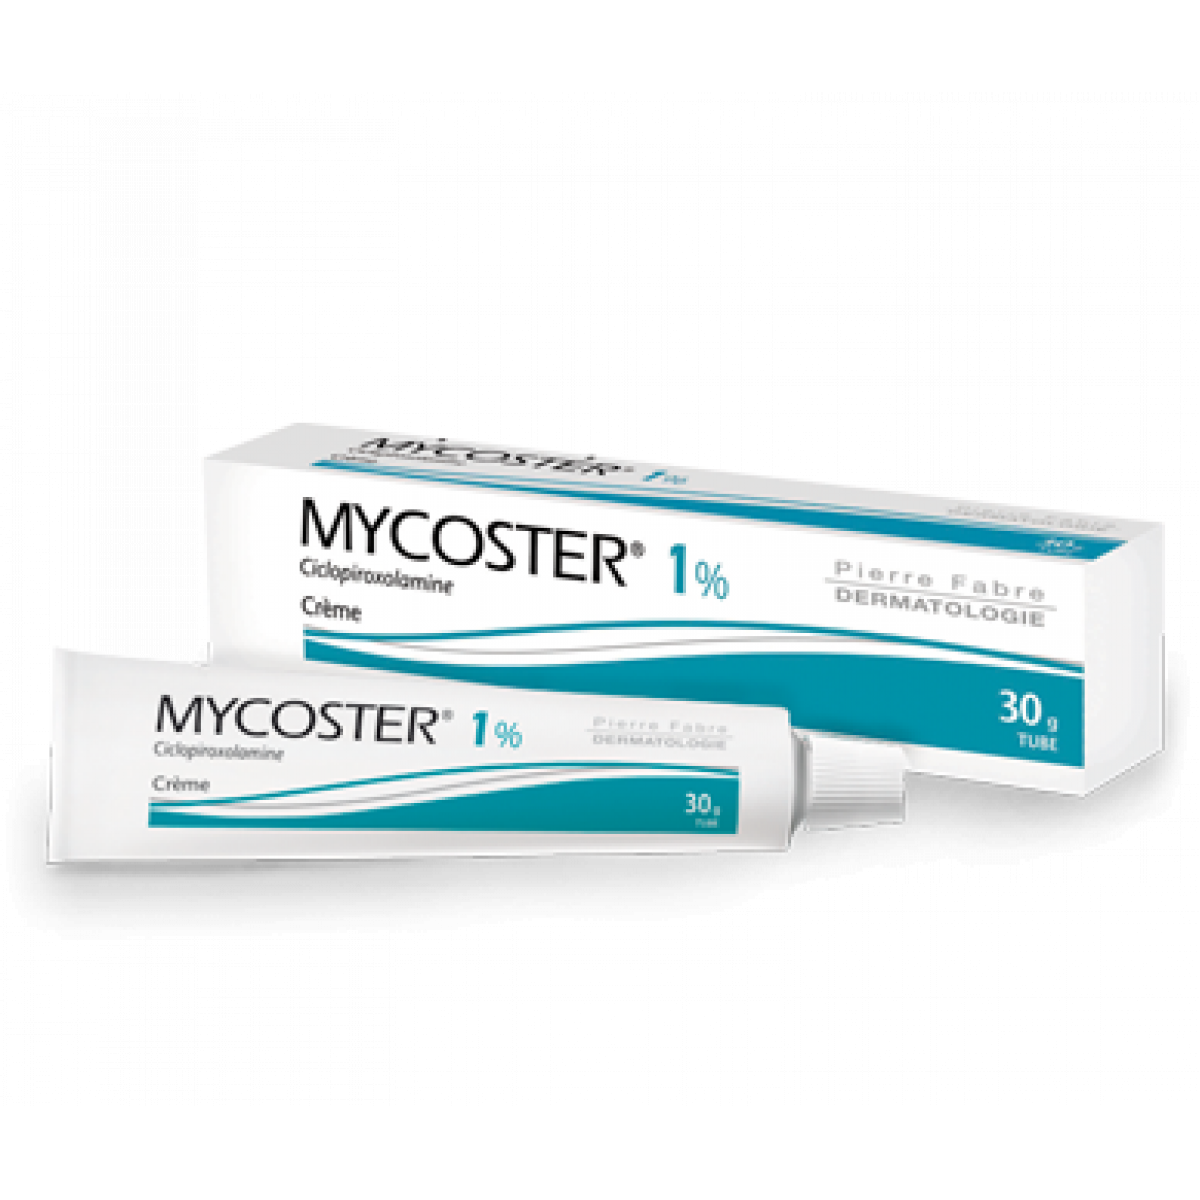 MYCOSTER® 1%
MYCOSTER® 1%
Ciclopiroxolamine
Crème
Pierre Fabre
DERMATOLOGIE
30 g
TUBE
MYCOSTER® 1%
Ciclopiroxolamine
Crème
Pierre Fabre
DERMATOLOGIE
30 g
TUBE